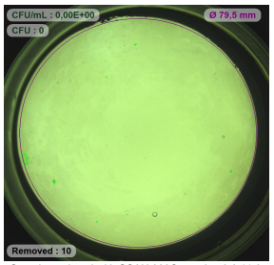 CFU/mL : 0,00E+00
Ø 79,5 mm
CFU : 0
Removed : 10